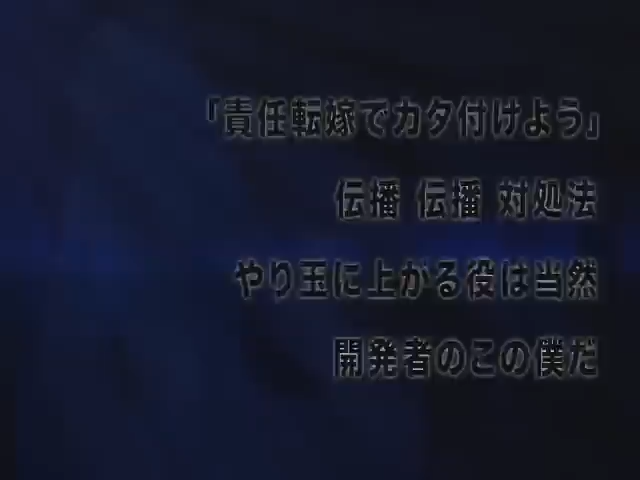 「責任転嫁でカタ付けよう」
伝播 伝播 対処法
やり玉に上がる役は当然
開発者のこの僕だ